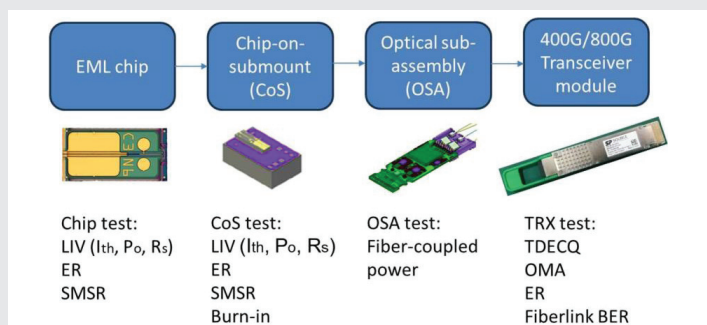 EML chip
Chip-on-
submount
(CoS)
Optical sub-
assembly
(OSA)
400G/800G
Transceiver
module
C3 Nb
Chip test:
LIV (Ith, Po, Rs)
ER
SMSR
CoS test:
LIV (Ith, Po, Rs)
ER
SMSR
Burn-in
OSA test:
Fiber-coupled
power
TRX test:
TDECQ
OMA
ER
Fiberlink BER